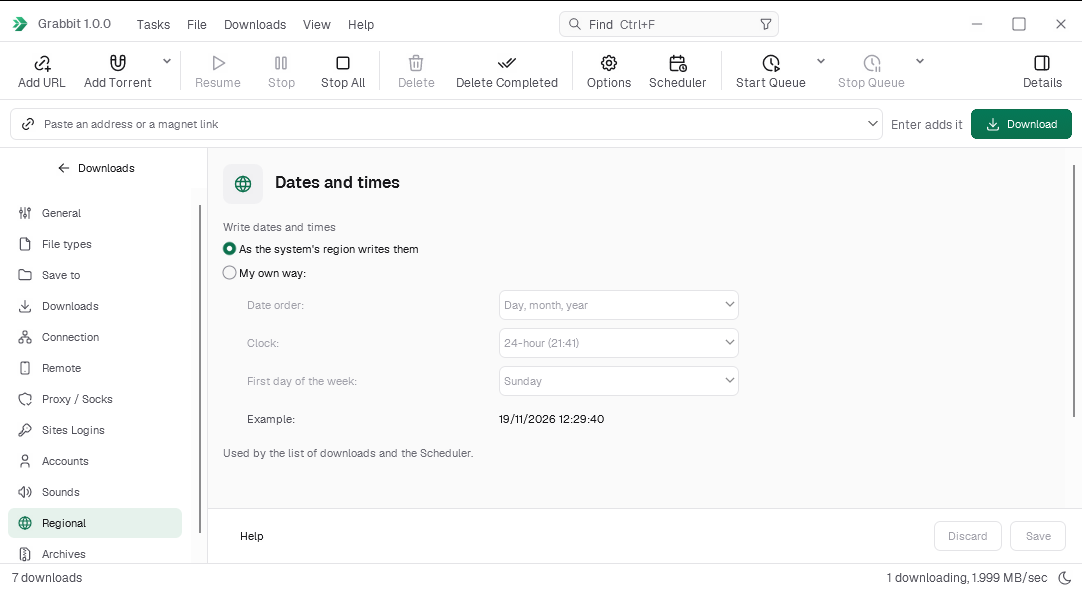 Grabbit 1.0.0
Tasks
File
Downloads
View
Help
Find Ctrl+F
Add URL
Add Torrent
Resume
Stop
Stop All
Delete
Delete Completed
Options
Scheduler
Start Queue
Stop Queue
Details
Paste an address or a magnet link
Enter adds it
Download
Downloads
General
File types
Save to
Downloads
Connection
Remote
Proxy / Socks
Sites Logins
Accounts
Sounds
Regional
Archives
Dates and times
Write dates and times
As the system's region writes them
My own way:
Date order:
Day, month, year
Clock:
24-hour (21:41)
First day of the week:
Sunday
Example:
19/11/2026 12:29:40
Used by the list of downloads and the Scheduler.
Help
Discard
Save
7 downloads
1 downloading, 1.999 MB/sec